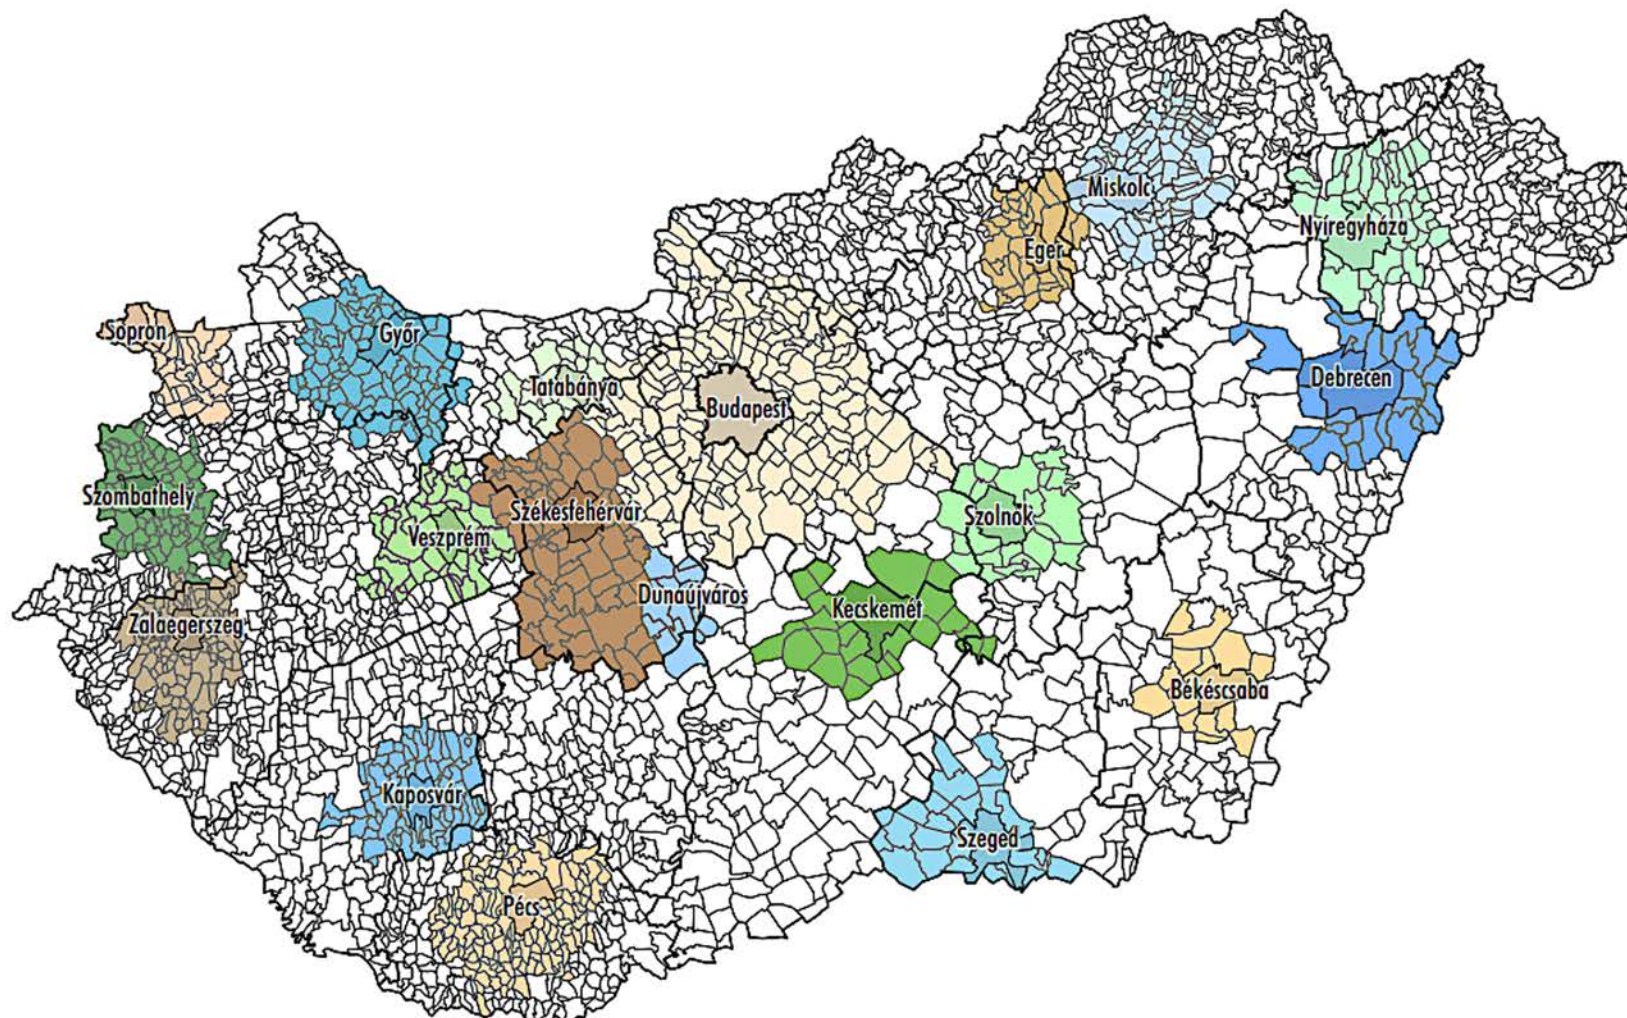 Miskolc
Nyíregyháza
Eger
Sopron
Győr
Tatabánya
Budapest
Debrecen
Szombathely
Székesfehérvár
Szolnok
Veszprém
Dunaújváros
Kecskemét
Zalaegerszeg
Békéscsaba
Kaposvár
Szeged
Pécs